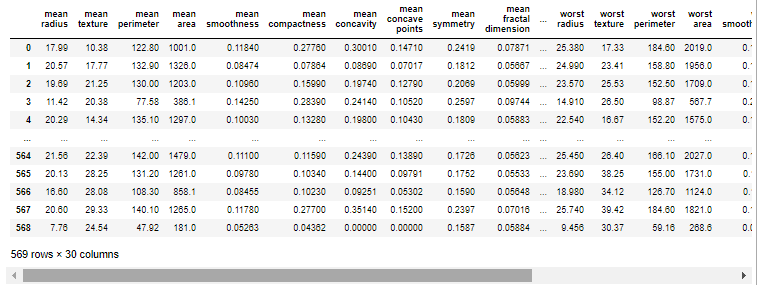 mean radius mean texture mean perimeter mean area mean smoothness mean compactness mean concavity mean concave points mean symmetry mean fractal dimension ... worst radius worst texture worst perimeter worst area
0 17.99 10.38 122.80 1001.0 0.11840 0.27760 0.30010 0.14710 0.2419 0.07871 ... 25.380 17.33 184.60 2019.0 0.
1 20.57 17.77 132.90 1326.0 0.08474 0.07864 0.08690 0.07017 0.1812 0.05667 ... 24.990 23.41 158.80 1956.0 0.
2 19.69 21.25 130.00 1203.0 0.10960 0.15990 0.19740 0.12790 0.2069 0.05999 ... 23.570 25.53 152.50 1709.0 0.
3 11.42 20.38 77.58 386.1 0.14250 0.28390 0.24140 0.10520 0.2597 0.09744 ... 14.910 26.50 98.87 567.7 0.
4 20.29 14.34 135.10 1297.0 0.10030 0.13280 0.19800 0.10430 0.1809 0.05883 ... 22.540 16.67 152.20 1575.0 0.
... ... ... ... ... ... ... ... ... ... ... ... ... ... ... ...
564 21.56 22.39 142.00 1479.0 0.11100 0.11590 0.24390 0.13890 0.1726 0.05623 ... 25.450 26.40 166.10 2027.0 0.
565 20.13 28.25 131.20 1261.0 0.09780 0.10340 0.14400 0.09791 0.1752 0.05533 ... 23.690 38.25 155.00 1731.0 0.
566 16.60 28.08 108.30 858.1 0.08455 0.10230 0.09251 0.05302 0.1590 0.05648 ... 18.980 34.12 126.70 1124.0 0.
567 20.60 29.33 140.10 1265.0 0.11780 0.27700 0.35140 0.15200 0.2397 0.07016 ... 25.740 39.42 184.60 1821.0 0.
568 7.76 24.54 47.92 181.0 0.05263 0.04362 0.00000 0.00000 0.1587 0.05884 ... 9.456 30.37 59.16 268.6 0.
569 rows × 30 columns